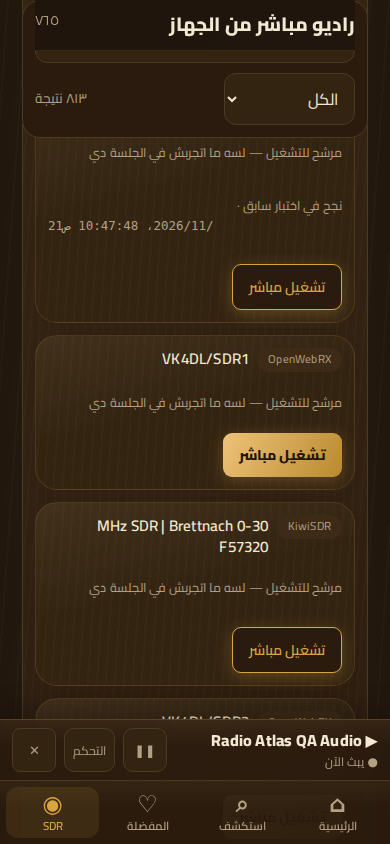 راديو مباشر من الجهاز
٧٦٥
الكل
٨١٣ نتيجة
مرشح للتشغيل — لسه ما اتجربش في الجلسة دي
نجح في اختبار سابق ·
21/11/2026، 10:47:48 ص
تشغيل مباشر
OpenWebRX
VK4DL/SDR1
مرشح للتشغيل — لسه ما اتجربش في الجلسة دي
تشغيل مباشر
KiwiSDR
0-30 MHz SDR | Brettnach
F57320
مرشح للتشغيل — لسه ما اتجربش في الجلسة دي
تشغيل مباشر
▶ Radio Atlas QA Audio
● يبث الآن
❚❚
التحكم
✕
الرئيسية
استكشف
المفضلة
SDR